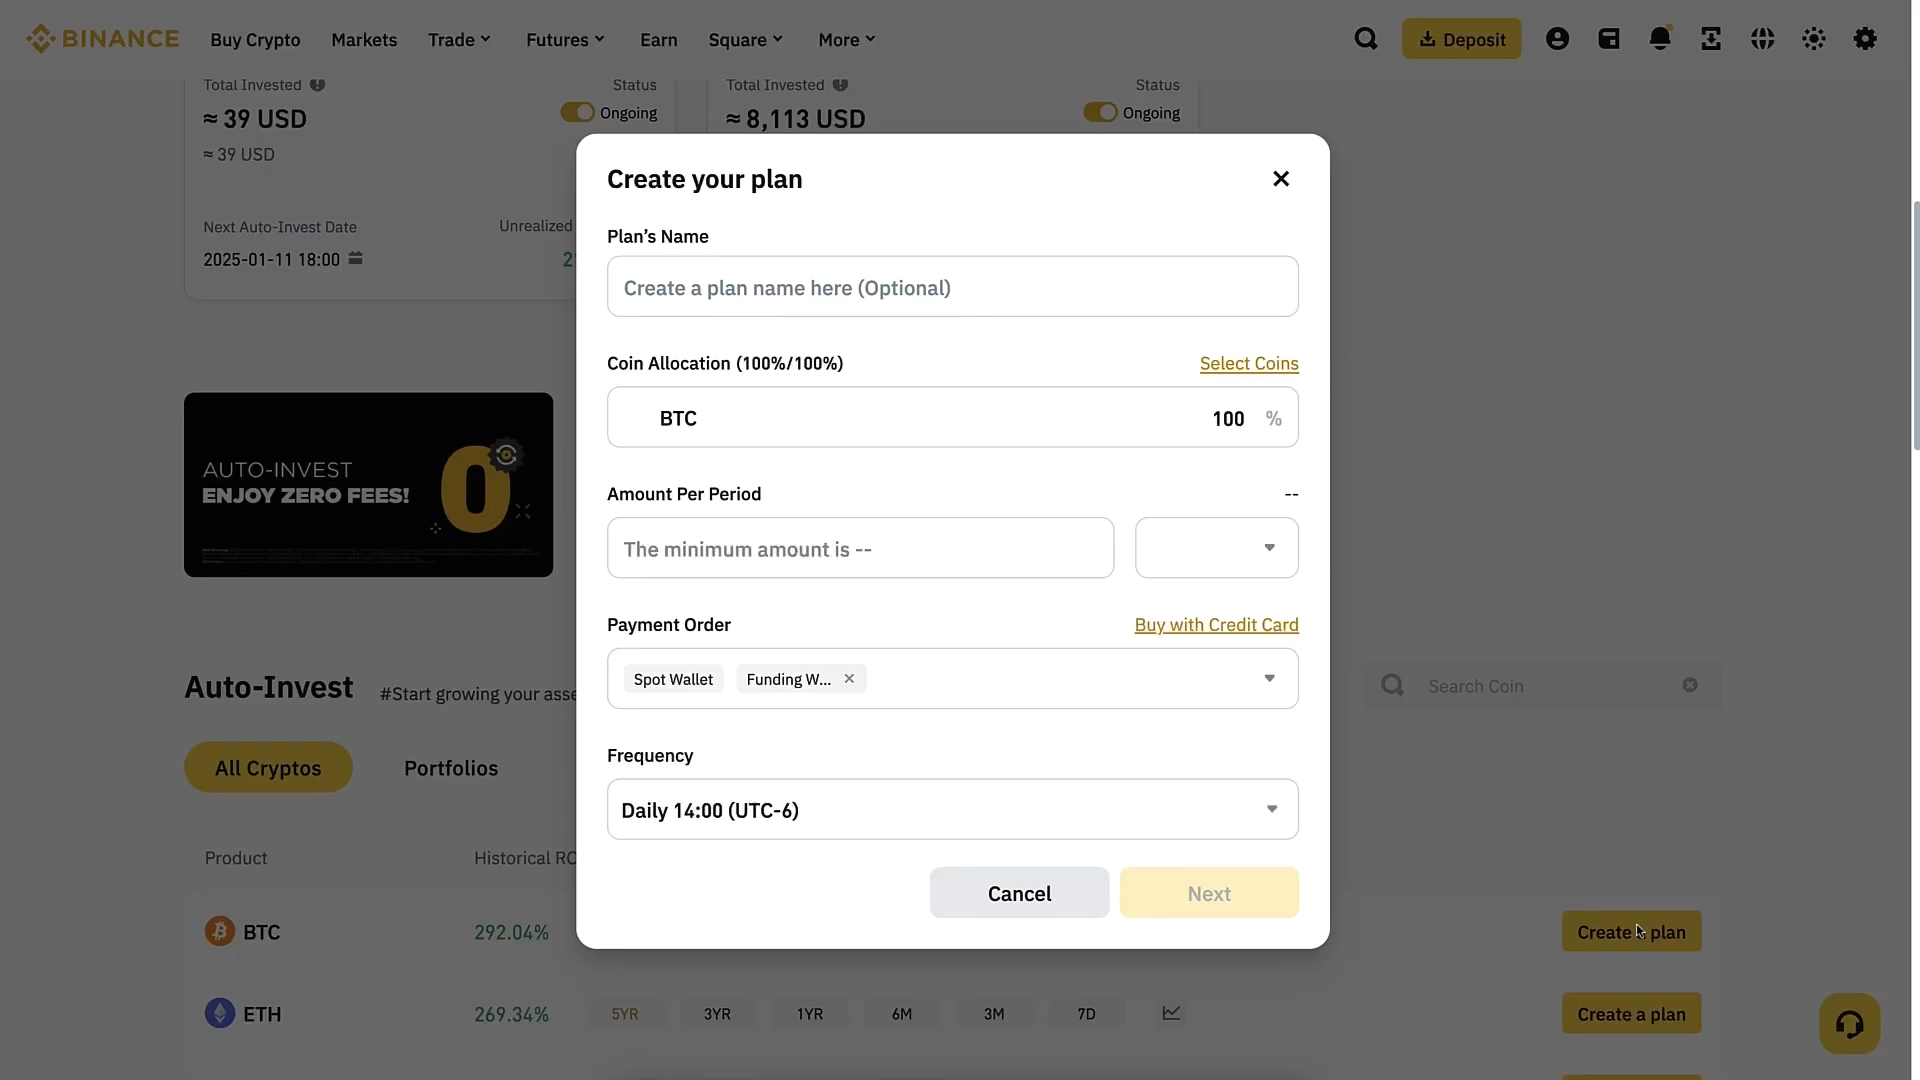 BINANCE
Buy Crypto
Markets
Trade
Futures
Earn
Square
More
Deposit
Total Invested
Status
≈ 39 USD
Ongoing
≈ 39 USD
Next Auto-Invest Date
Unrealized
2025-01-11 18:00
Total Invested
Status
≈ 8,113 USD
Ongoing
Create your plan
Plan’s Name
Create a plan name here (Optional)
Coin Allocation (100%/100%)
Select Coins
BTC
100 %
Amount Per Period
--
The minimum amount is --
Payment Order
Buy with Credit Card
Spot Wallet
Funding W...
Frequency
Daily 14:00 (UTC-6)
Cancel
Next
AUTO-INVEST
ENJOY ZERO FEES!
0
Auto-Invest
#Start growing your
Search Coin
All Cryptos
Portfolios
Product
Historical
BTC
292.04%
Create a plan
ETH
269.34%
5YR
3YR
1YR
6M
3M
7D
Create a plan